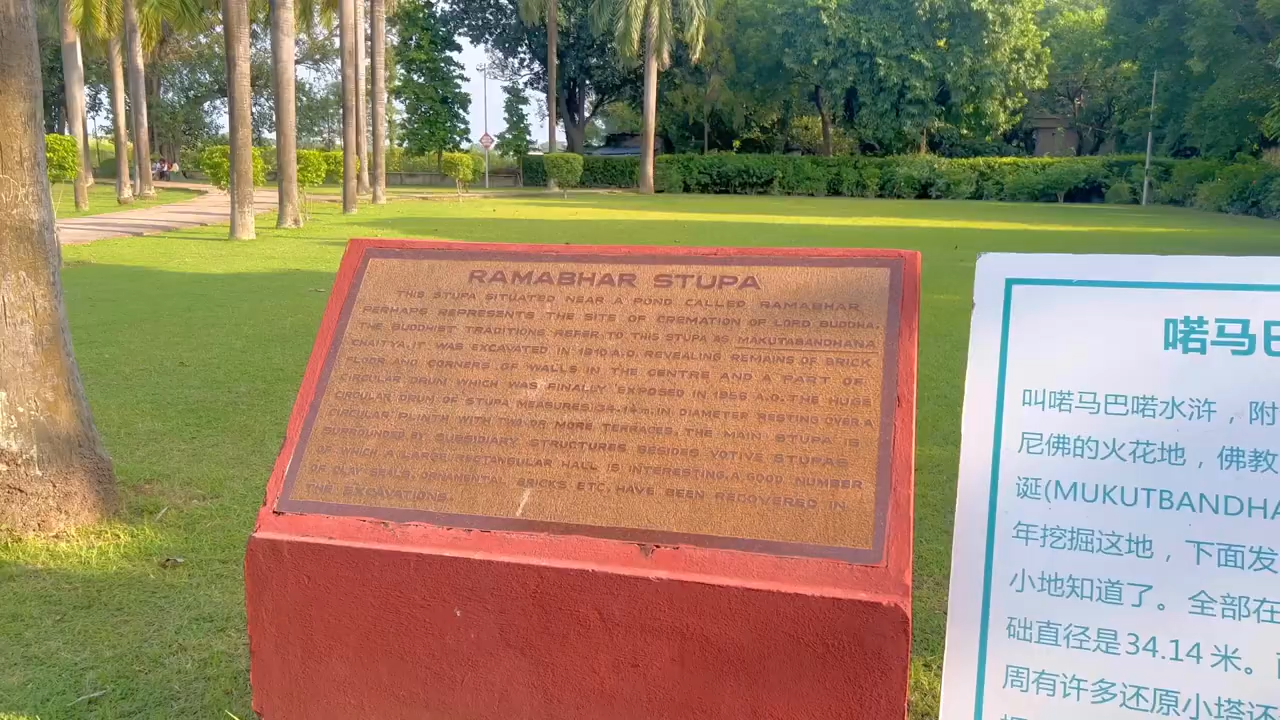 RAMABHAR STUPA
THIS STUPA SITUATED NEAR A POND CALLED RAMABHAR
PERHAPS REPRESENTS THE SITE OF CREMATION OF LORD BUDDHA.
THE BUDDHIST TRADITIONS REFER TO THIS STUPA AS MAKUTABANDHANA
CHAITYA. IT WAS EXCAVATED IN 1910 A.D. REVEALING REMAINS OF BRICK
FLOOR AND CORNERS OF WALLS IN THE CENTRE AND A PART OF
CIRCULAR DRUM WHICH WAS FINALLY EXPOSED IN 1956 A.D. THE HUGE
CIRCULAR DRUM OF STUPA MEASURES 34.14 m. IN DIAMETER RESTING OVER A
CIRCULAR PLINTH WITH TWO OR MORE TERRACES. THE MAIN STUPA IS
SURROUNDED BY SUBSIDIARY STRUCTURES BESIDES VOTIVE STUPAS
A LARGE RECTANGULAR HALL IS INTERESTING. A GOOD NUMBER
OF CLAY SEALS, ORNAMENTAL BRICKS ETC. HAVE BEEN RECOVERED IN
THE EXCAVATIONS.
喏马巴
叫喏马巴喏水浒，附
尼佛的火花地，佛教
诞(MUKUTBANDHA
年挖掘这地，下面发
小地知道了。全部在
础直径是34.14米。
周有许多还原小塔还